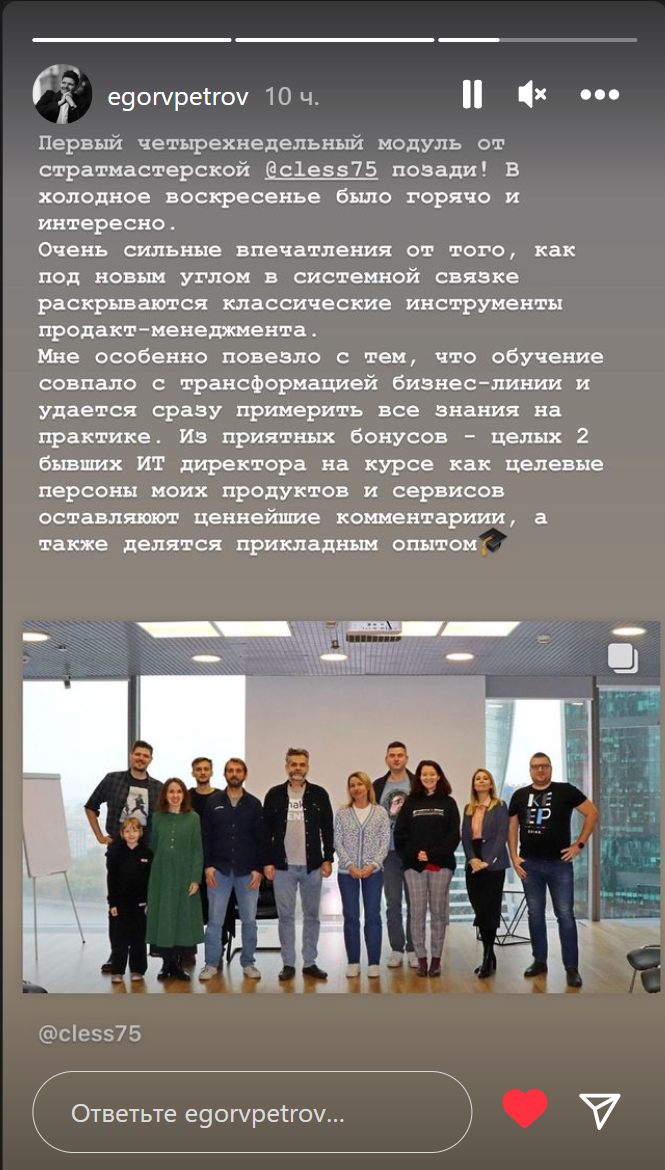 egorvpetrov 10 ч.
Первый четырехнедельный модуль от
стратмастерской @cless75 позади! В
холодное воскресенье было горячо и
интересно.
Очень сильные впечатления от того, как
под новым углом в системной связке
раскрываются классические инструменты
продакт-менеджмента.
Мне особенно повезло с тем, что обучение
совпало с трансформацией бизнес-линии и
удается сразу примерить все знания на
практике. Из приятных бонусов - целых 2
бывших ИТ директора на курсе как целевые
персоны моих продуктов и сервисов
оставляюют ценнейшие комментариии, а
также делятся прикладным опытом
KE
EP
@cless75
Ответьте egorvpetrov...